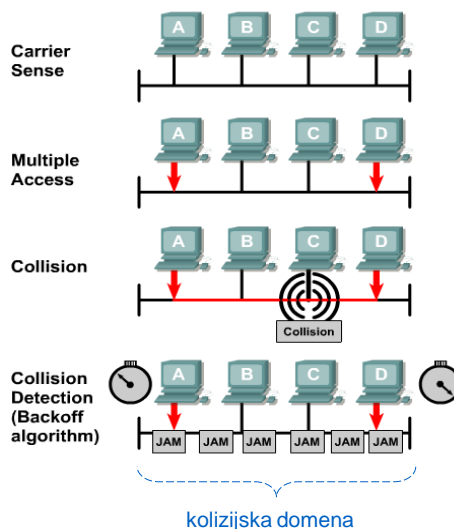 Carrier
Sense
A B C D
Multiple
Access
A B C D
Collision
A B C D
Collision
Collision
Detection
(Backoff
algorithm)
A B C D
JAM JAM JAM JAM JAM JAM
kolizijska domena